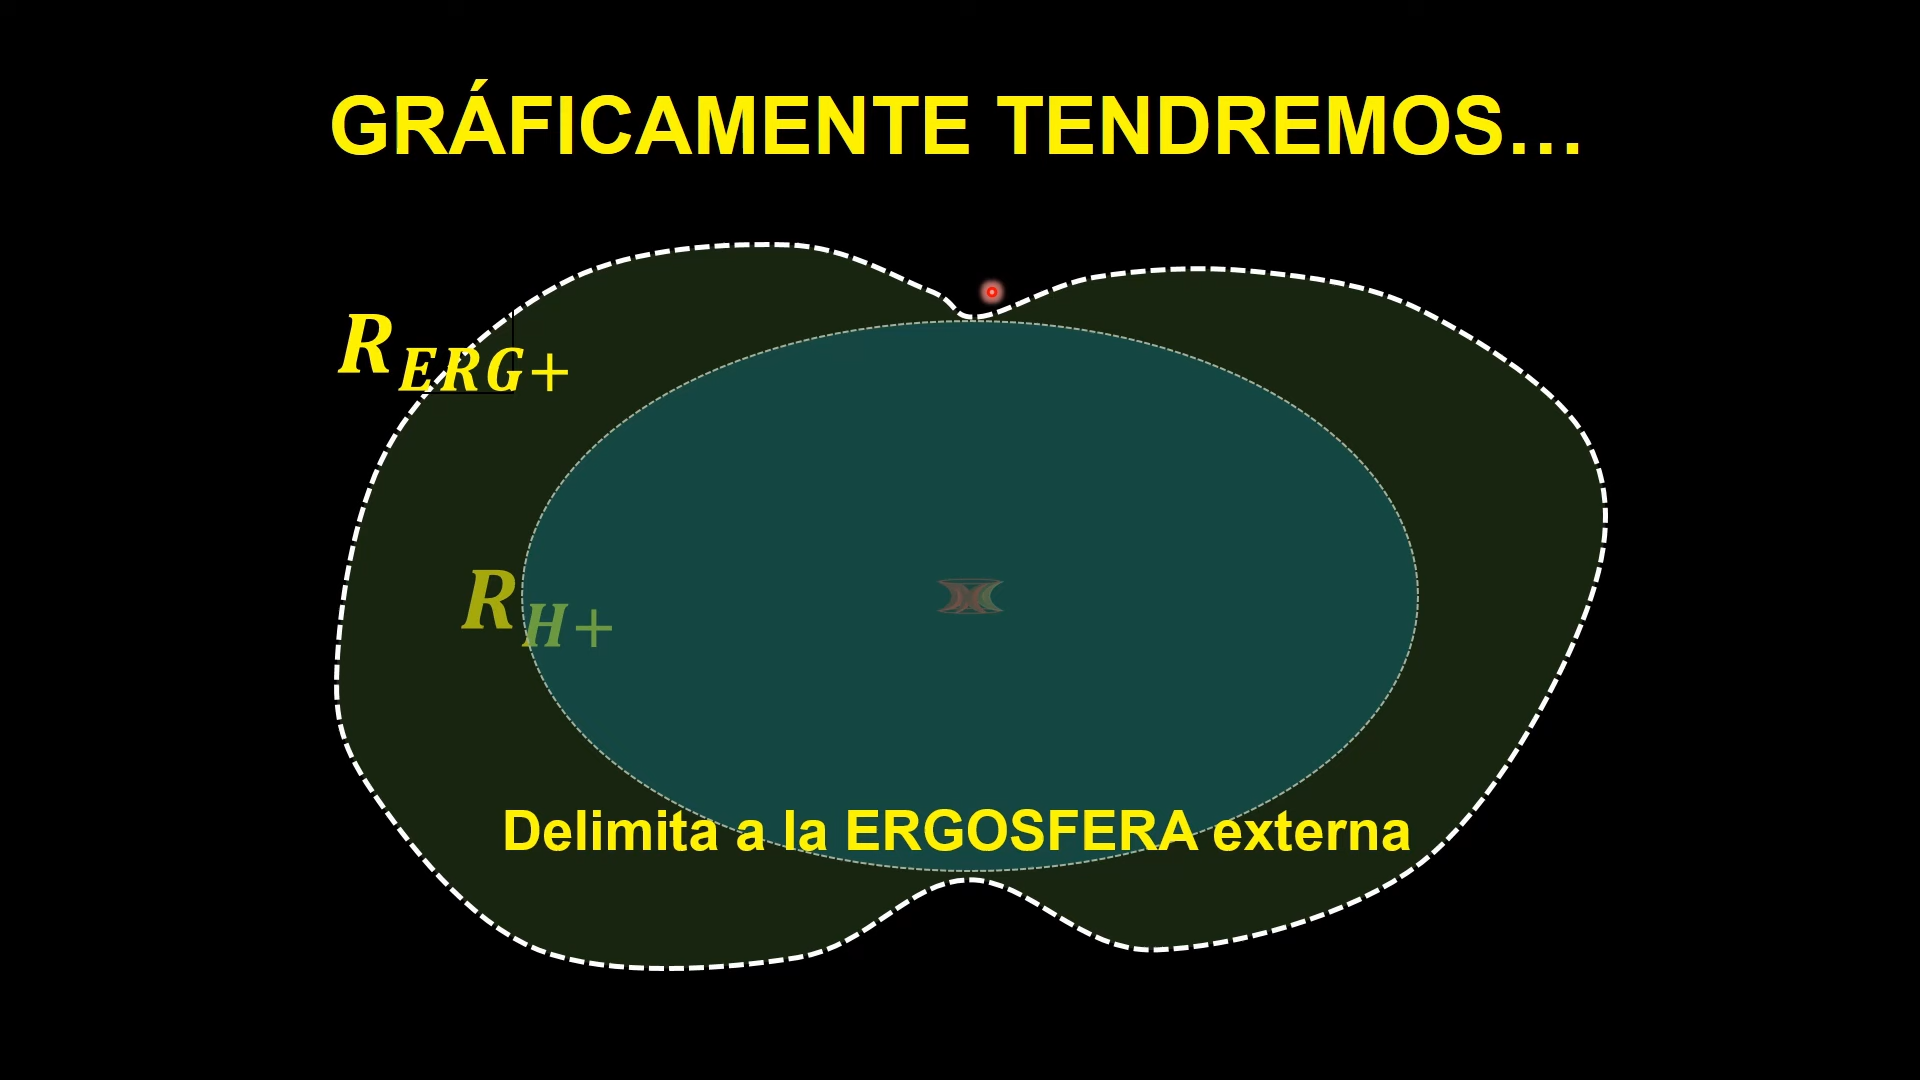 GRÁFICAMENTE TENDREMOS...
R_ERG+
R_H+
Delimita a la ERGOSFERA externa